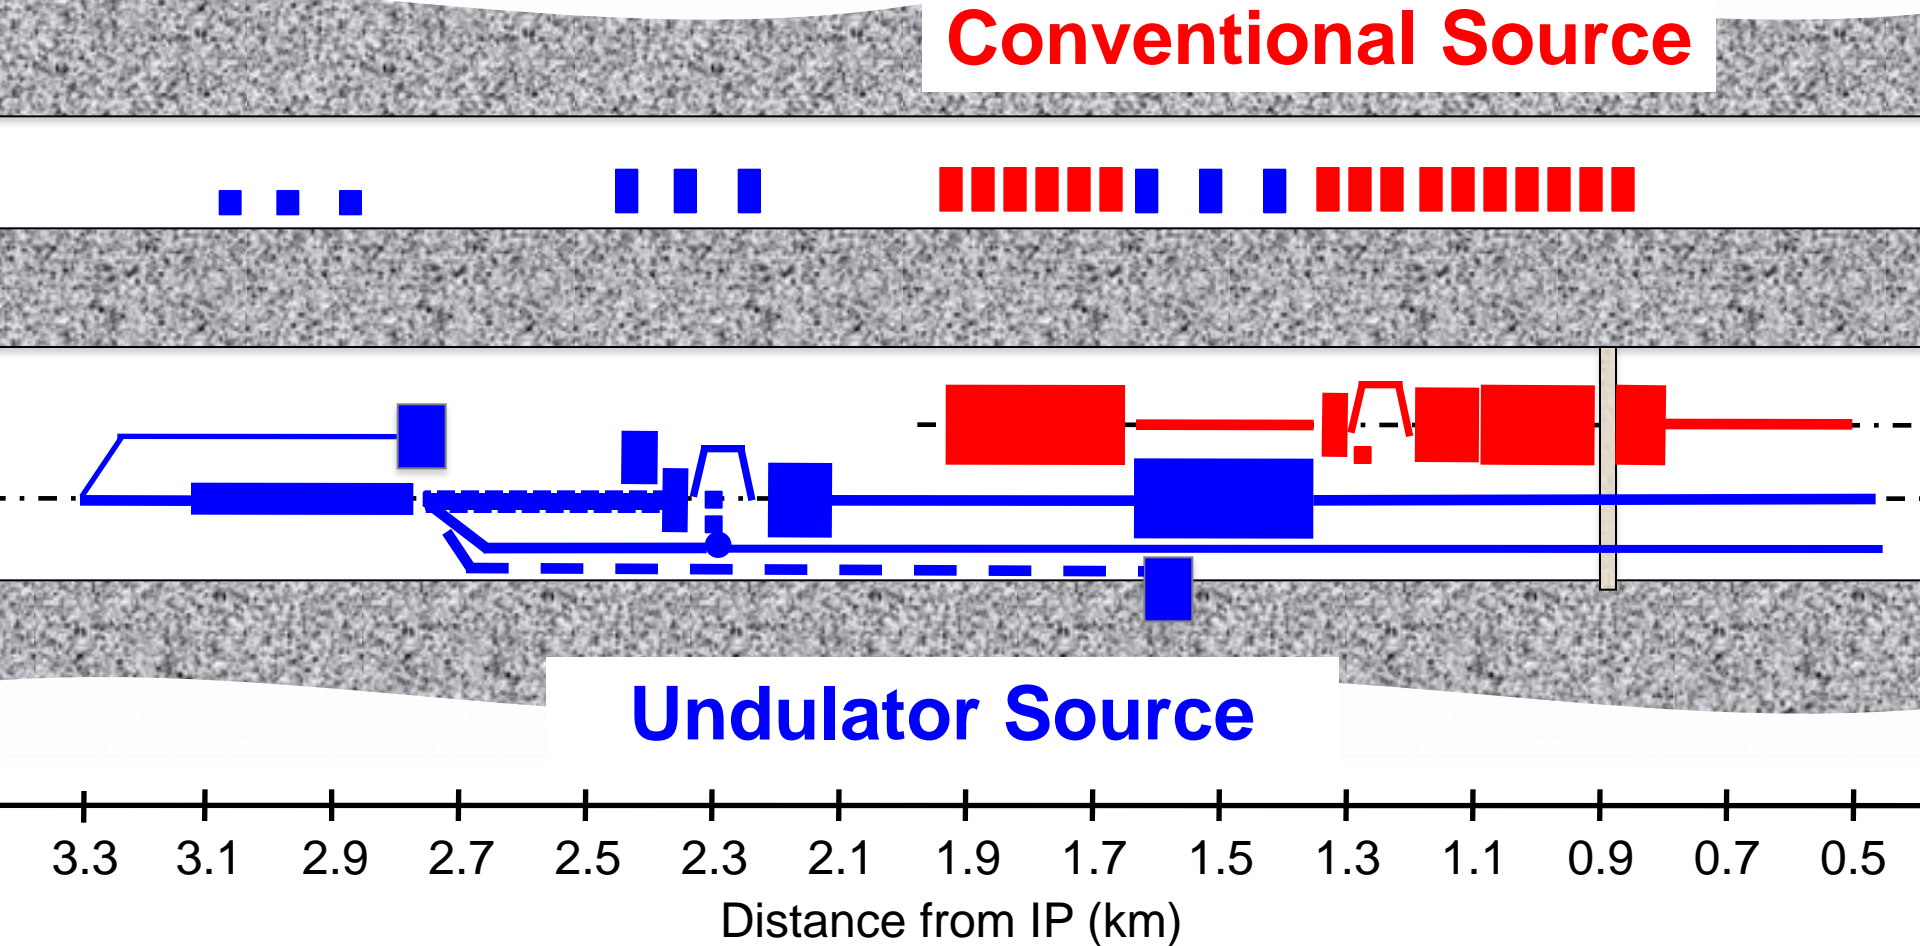 Conventional Source
Undulator Source
3.3 3.1 2.9 2.7 2.5 2.3 2.1 1.9 1.7 1.5 1.3 1.1 0.9 0.7 0.5
Distance from IP (km)